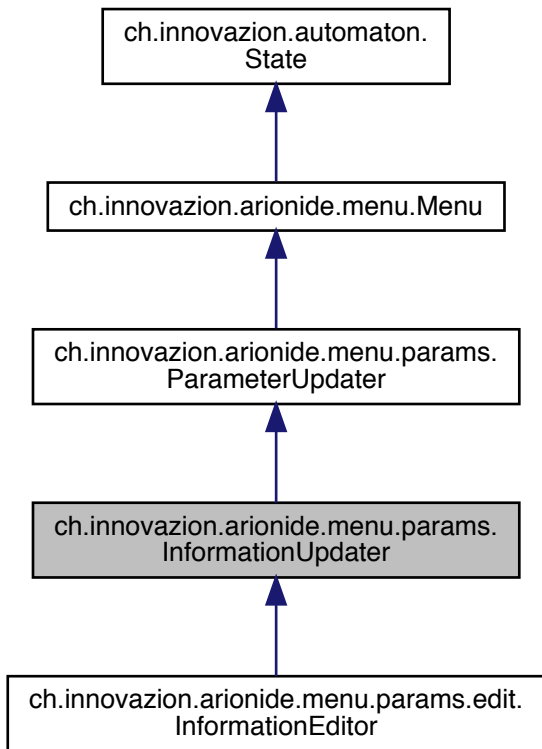 ch.innovazion.automaton.
State
ch.innovazion.arionide.menu.Menu
ch.innovazion.arionide.menu.params.
ParameterUpdater
ch.innovazion.arionide.menu.params.
InformationUpdater
ch.innovazion.arionide.menu.params.edit.
InformationEditor